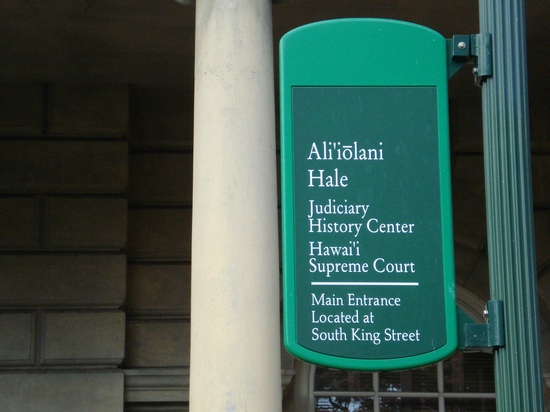 Ali'iōlani
Hale
Judiciary
History Center
Hawai'i
Supreme Court
Main Entrance
Located at
South King Street